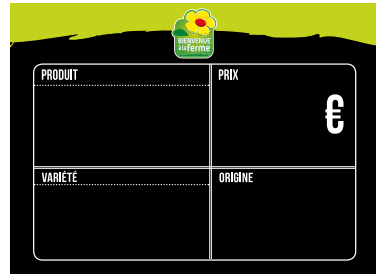 BIENVENUE
à la ferme
PRODUIT
PRIX
€
VARIÉTÉ
ORIGINE